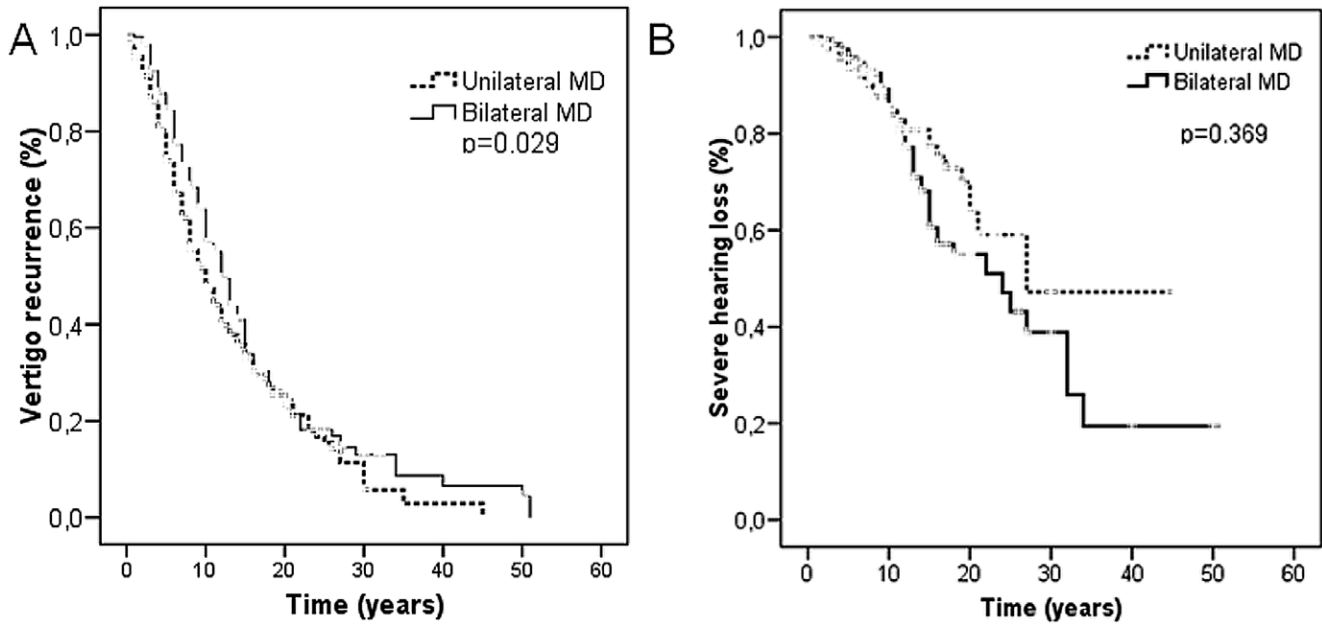 A
Vertigo recurrence (%)
1,0
0,8
0,6
0,4
0,2
0,0
Unilateral MD
Bilateral MD
p=0.029
0 10 20 30 40 50 60
Time (years)
B
Severe hearing loss (%)
1,0
0,8
0,6
0,4
0,2
0,0
Unilateral MD
Bilateral MD
p=0.369
0 10 20 30 40 50 60
Time (years)